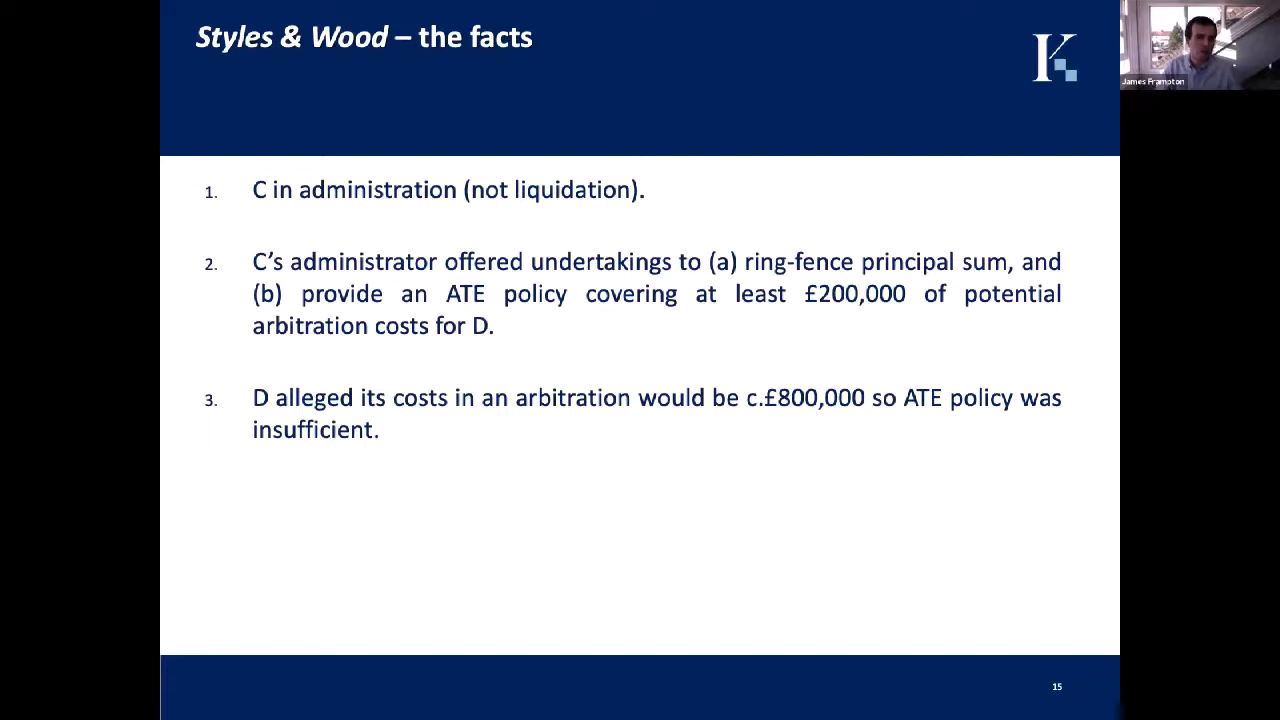 Styles & Wood – the facts
K
James Frampton
1. C in administration (not liquidation).
2. C’s administrator offered undertakings to (a) ring-fence principal sum, and
(b) provide an ATE policy covering at least £200,000 of potential
arbitration costs for D.
3. D alleged its costs in an arbitration would be c.£800,000 so ATE policy was
insufficient.
15